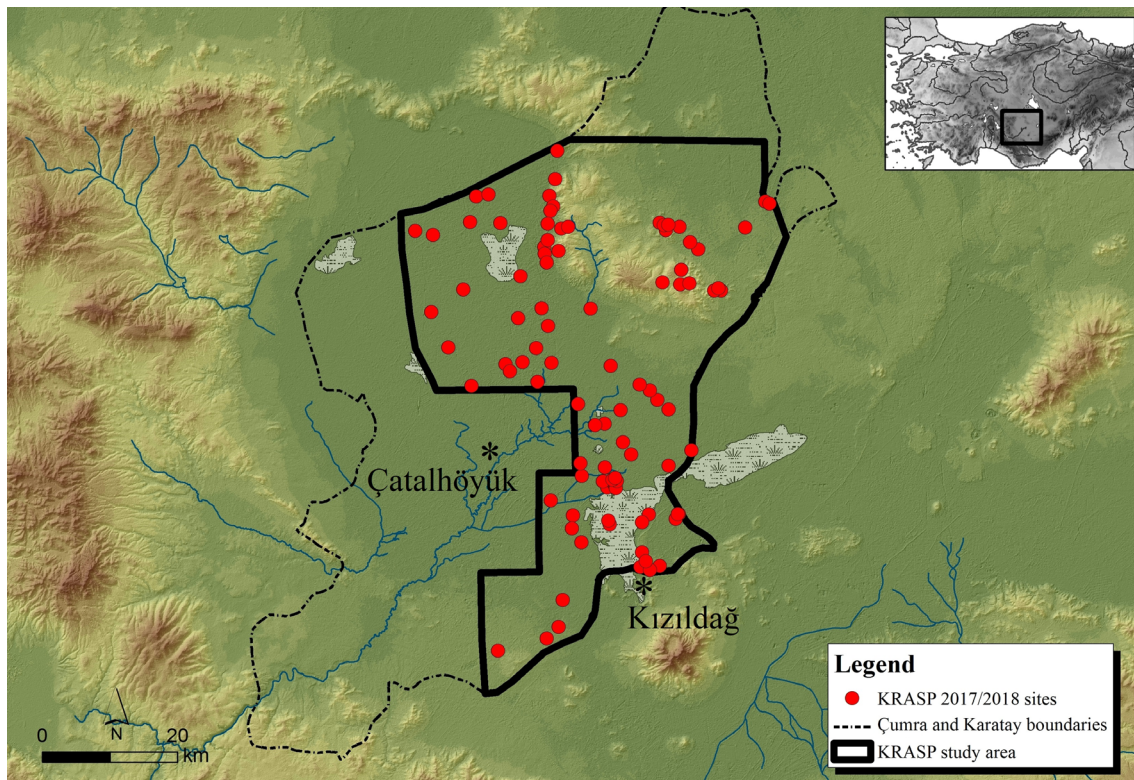 *
Çatalhöyük
*
Kızıldağ
Legend
KRASP 2017/2018 sites
Çumra and Karatay boundaries
KRASP study area
N
0 20
km